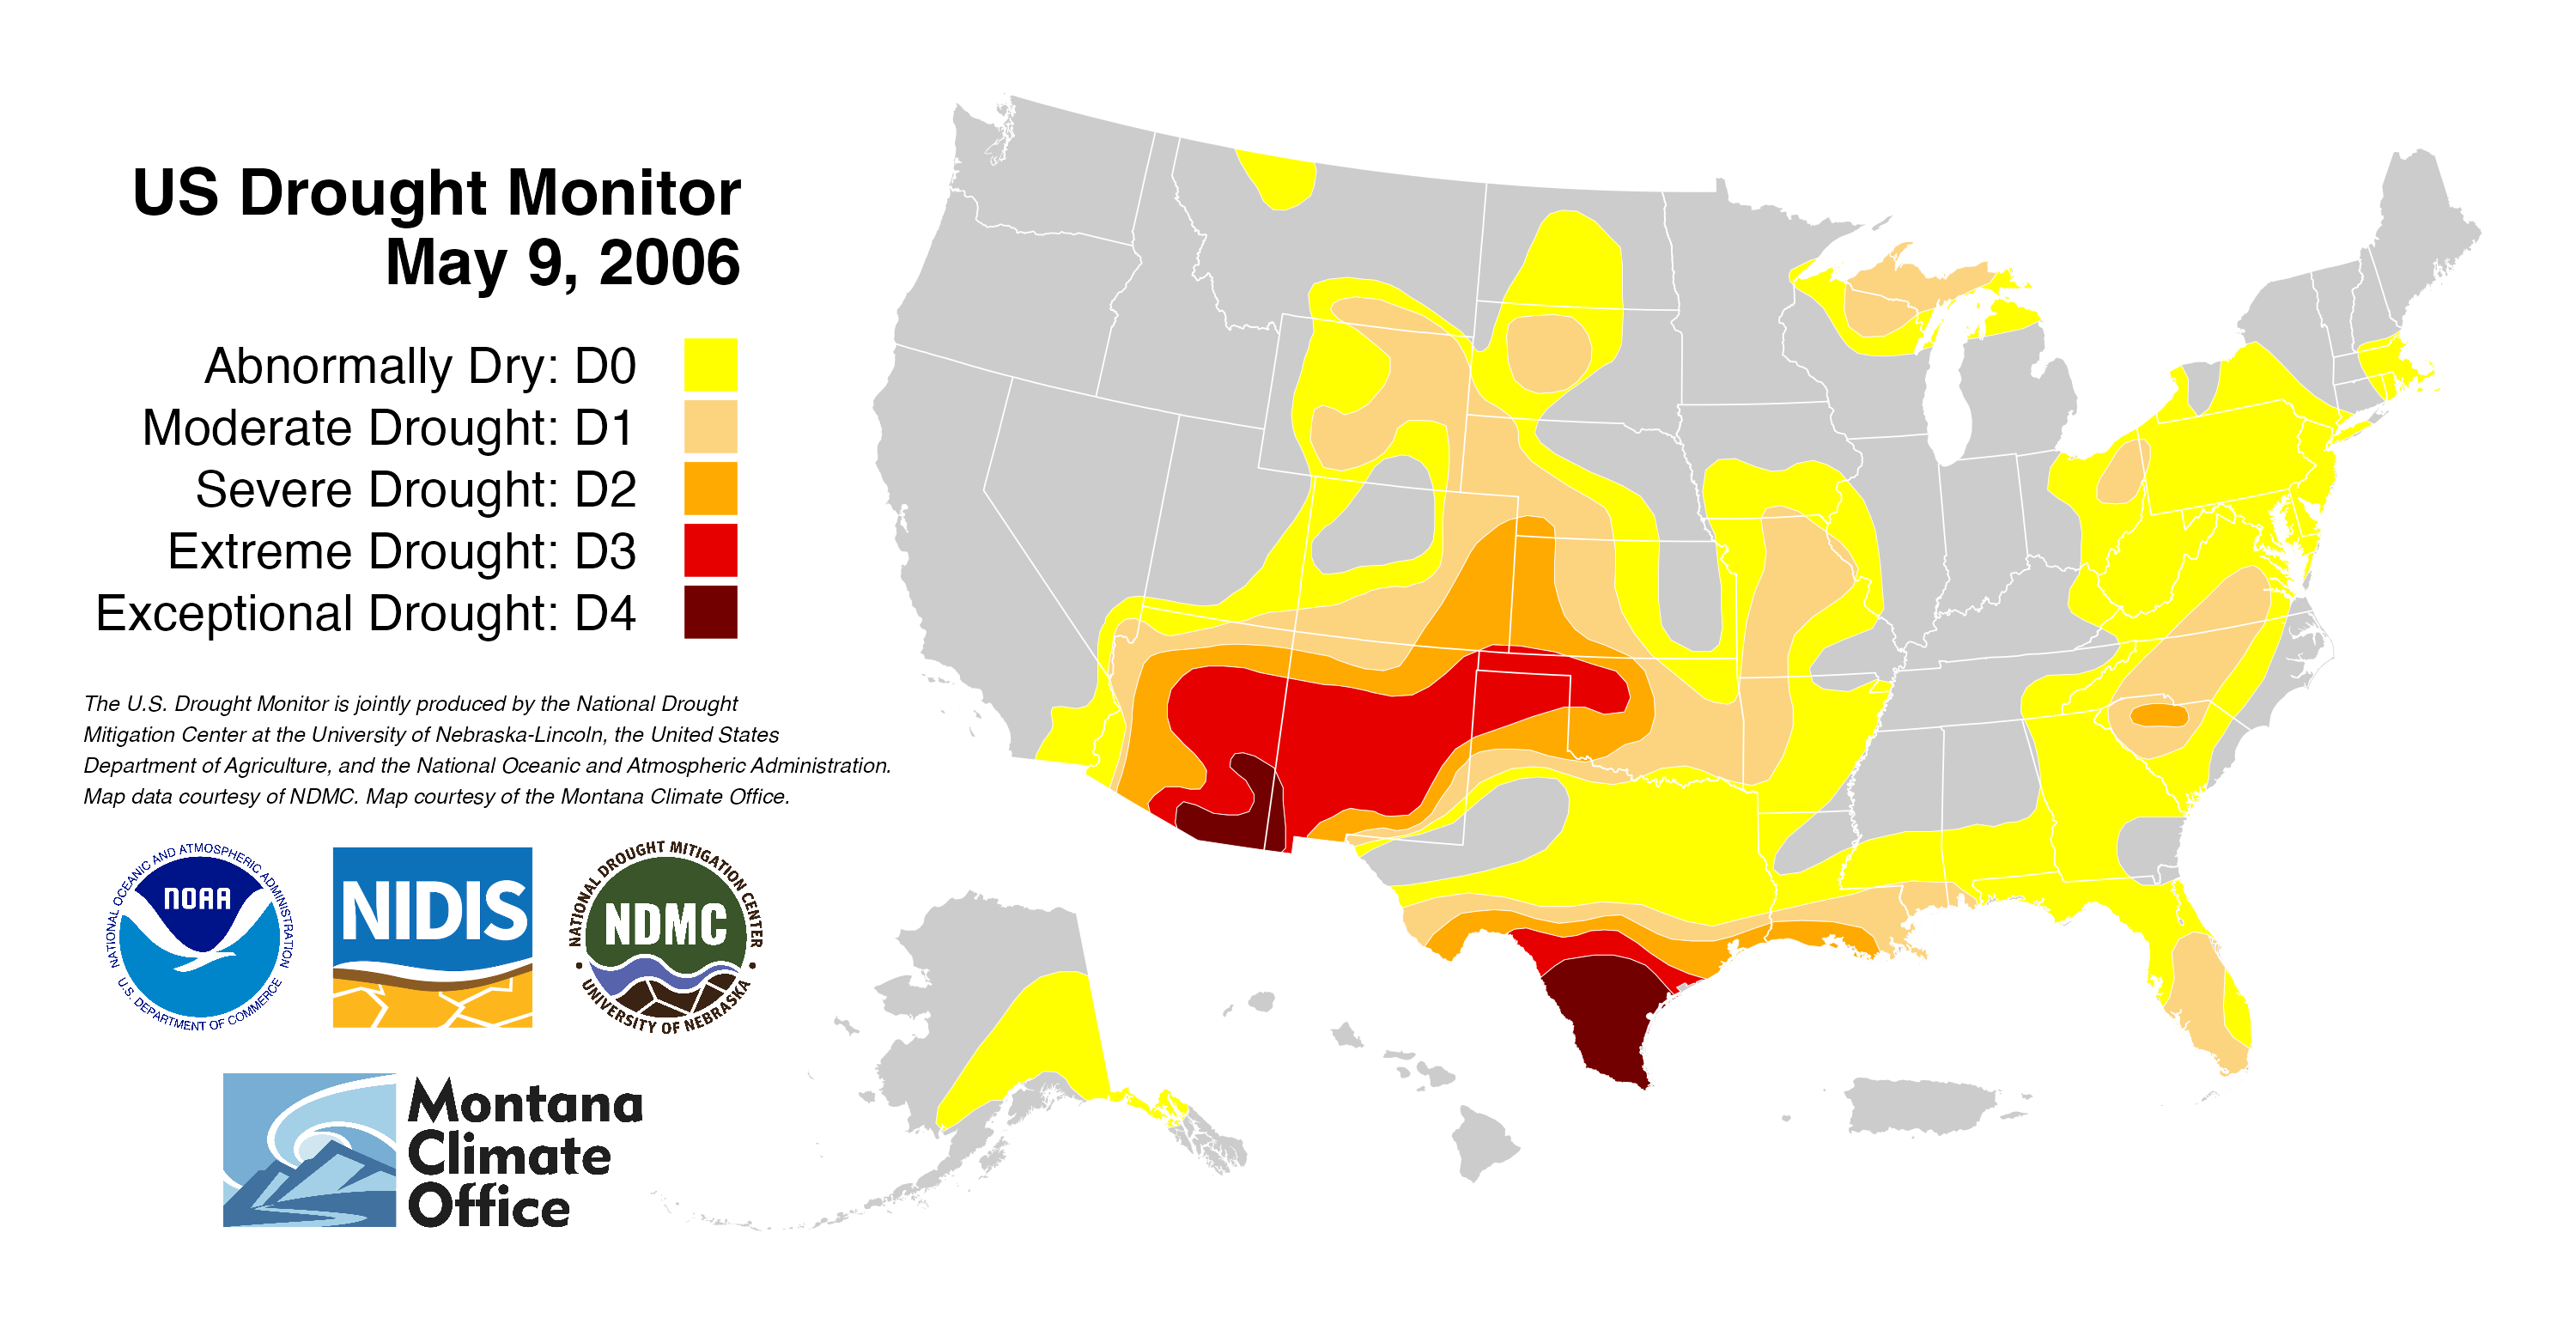 US Drought Monitor
May 9, 2006
Abnormally Dry: D0
Moderate Drought: D1
Severe Drought: D2
Extreme Drought: D3
Exceptional Drought: D4
The U.S. Drought Monitor is jointly produced by the National Drought
Mitigation Center at the University of Nebraska-Lincoln, the United States
Department of Agriculture, and the National Oceanic and Atmospheric Administration.
Map data courtesy of NDMC. Map courtesy of the Montana Climate Office.
NATIONAL OCEANIC AND ATMOSPHERIC ADMINISTRATION
NOAA
U.S. DEPARTMENT OF COMMERCE
NIDIS
NATIONAL DROUGHT MITIGATION CENTER
NDMC
UNIVERSITY OF NEBRASKA
Montana
Climate
Office